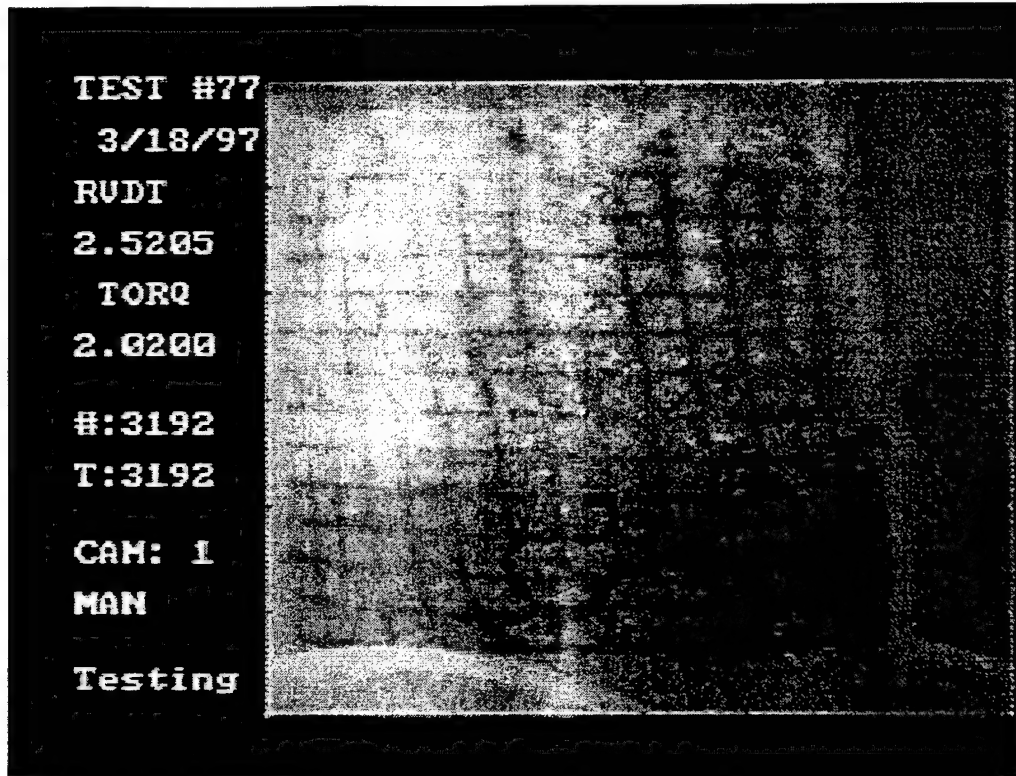 TEST #77
3/18/97
RVDT
2.5205
TORQ
2.0200
#:3192
T:3192
CAM: 1
MAN
Testing